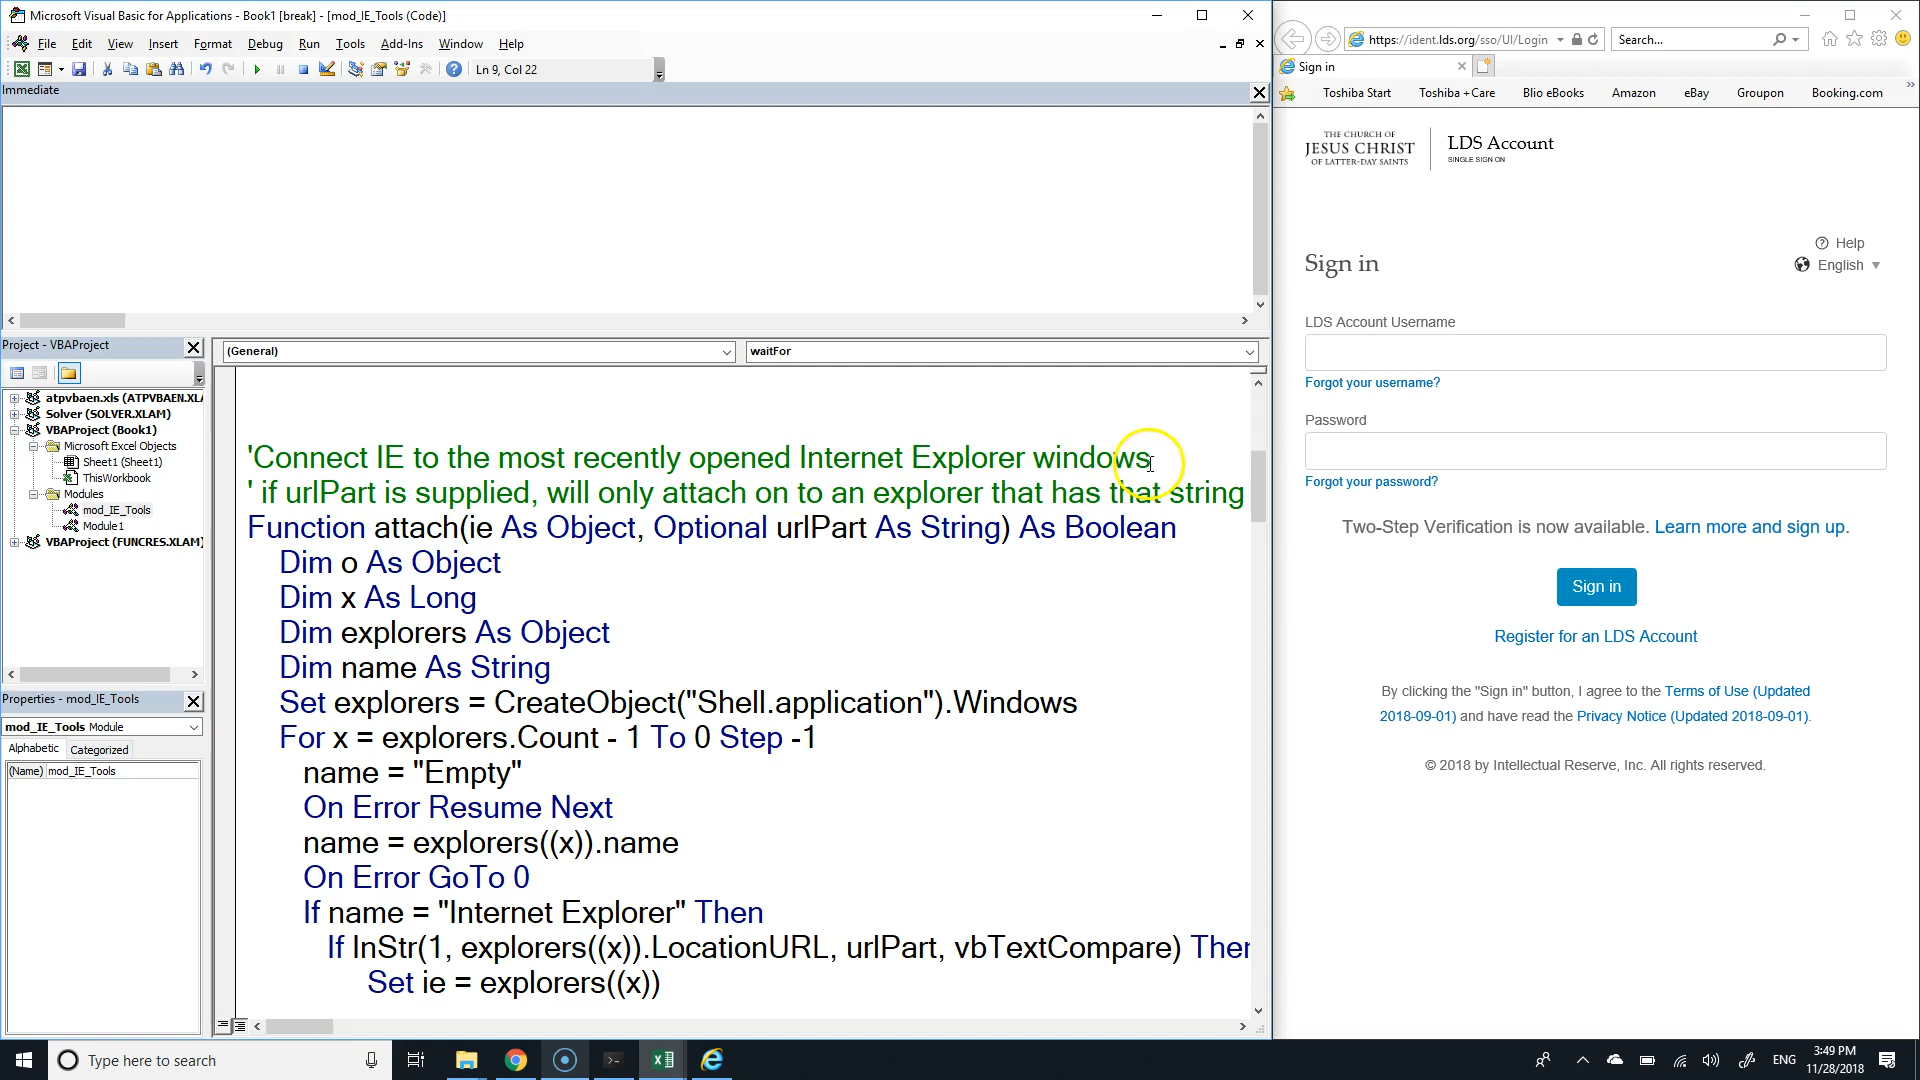 Microsoft Visual Basic for Applications - Book1 [break] - [mod_IE_Tools (Code)]
File Edit View Insert Format Debug Run Tools Add-Ins Window Help
Ln 9, Col 22
Immediate
Project - VBAProject
atpvbaen.xls (ATPVBAEN.XLA
Solver (SOLVER.XLAM)
VBAProject (Book1)
Microsoft Excel Objects
Sheet1 (Sheet1)
ThisWorkbook
Modules
mod_IE_Tools
Module1
VBAProject (FUNCRES.XLAM)
Properties - mod_IE_Tools
mod_IE_Tools Module
Alphabetic Categorized
(Name) mod_IE_Tools
(General) waitFor
'Connect IE to the most recently opened Internet Explorer windows
' if urlPart is supplied, will only attach on to an explorer that has that string
Function attach(ie As Object, Optional urlPart As String) As Boolean
Dim o As Object
Dim x As Long
Dim explorers As Object
Dim name As String
Set explorers = CreateObject("Shell.application").Windows
For x = explorers.Count - 1 To 0 Step -1
name = "Empty"
On Error Resume Next
name = explorers((x)).name
On Error GoTo 0
If name = "Internet Explorer" Then
If InStr(1, explorers((x)).LocationURL, urlPart, vbTextCompare) Then
Set ie = explorers((x))
https://ident.lds.org/sso/UI/Login
Search...
Sign in
Toshiba Start Toshiba + Care Blio eBooks Amazon eBay Groupon Booking.com
THE CHURCH OF
JESUS CHRIST
OF LATTER-DAY SAINTS
LDS Account
SINGLE SIGN ON
Help
Sign in
English
LDS Account Username
Forgot your username?
Password
Forgot your password?
Two-Step Verification is now available. Learn more and sign up.
Sign in
Register for an LDS Account
By clicking the "Sign in" button, I agree to the Terms of Use (Updated
2018-09-01) and have read the Privacy Notice (Updated 2018-09-01).
© 2018 by Intellectual Reserve, Inc. All rights reserved.
Type here to search
ENG
3:49 PM
11/28/2018